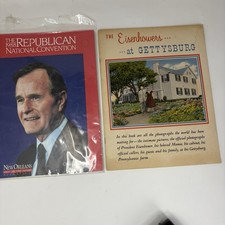 THE 1988 REPUBLICAN
NATIONAL CONVENTION
NEW ORLEANS
THE Eisenhowers...
...at GETTYSBURG
In this book are all the photographs the world has been
waiting for—the intimate pictures, the official photographs
of President Eisenhower, his beloved Mamie, his cabinet,
official callers, guests and his family at his Gettysburg,
Pennsylvania farm